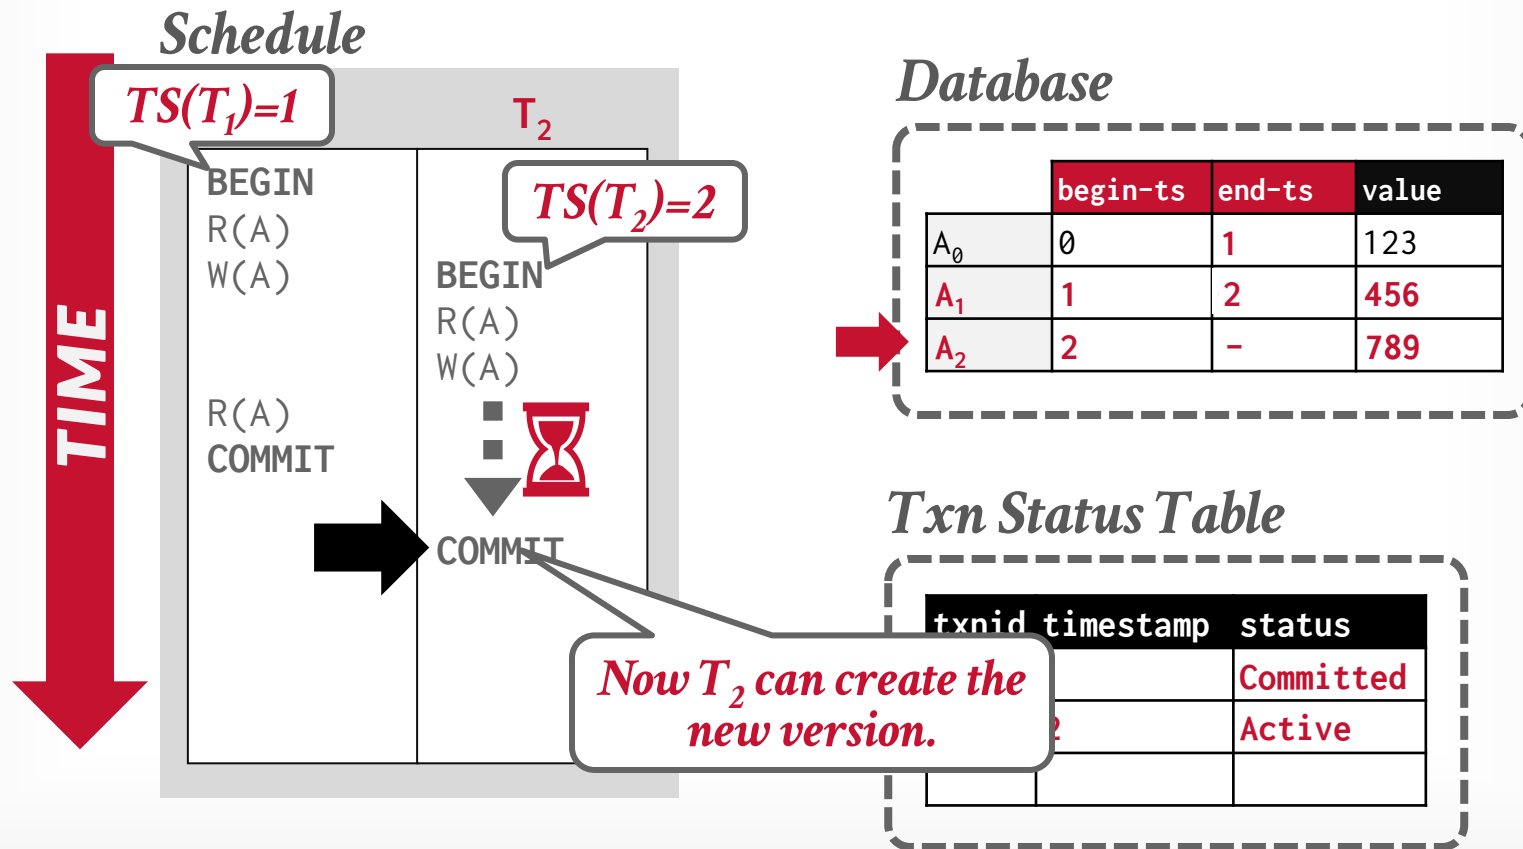 Schedule
TS(T1)=1
T2
BEGIN
R(A)
W(A)
R(A)
COMMIT
TS(T2)=2
BEGIN
R(A)
W(A)
COMMIT
TIME
Now T2 can create the
new version.
Database
begin-ts end-ts value
A0 0 1 123
A1 1 2 456
A2 2 - 789
Txn Status Table
txnid timestamp status
Committed
2 Active